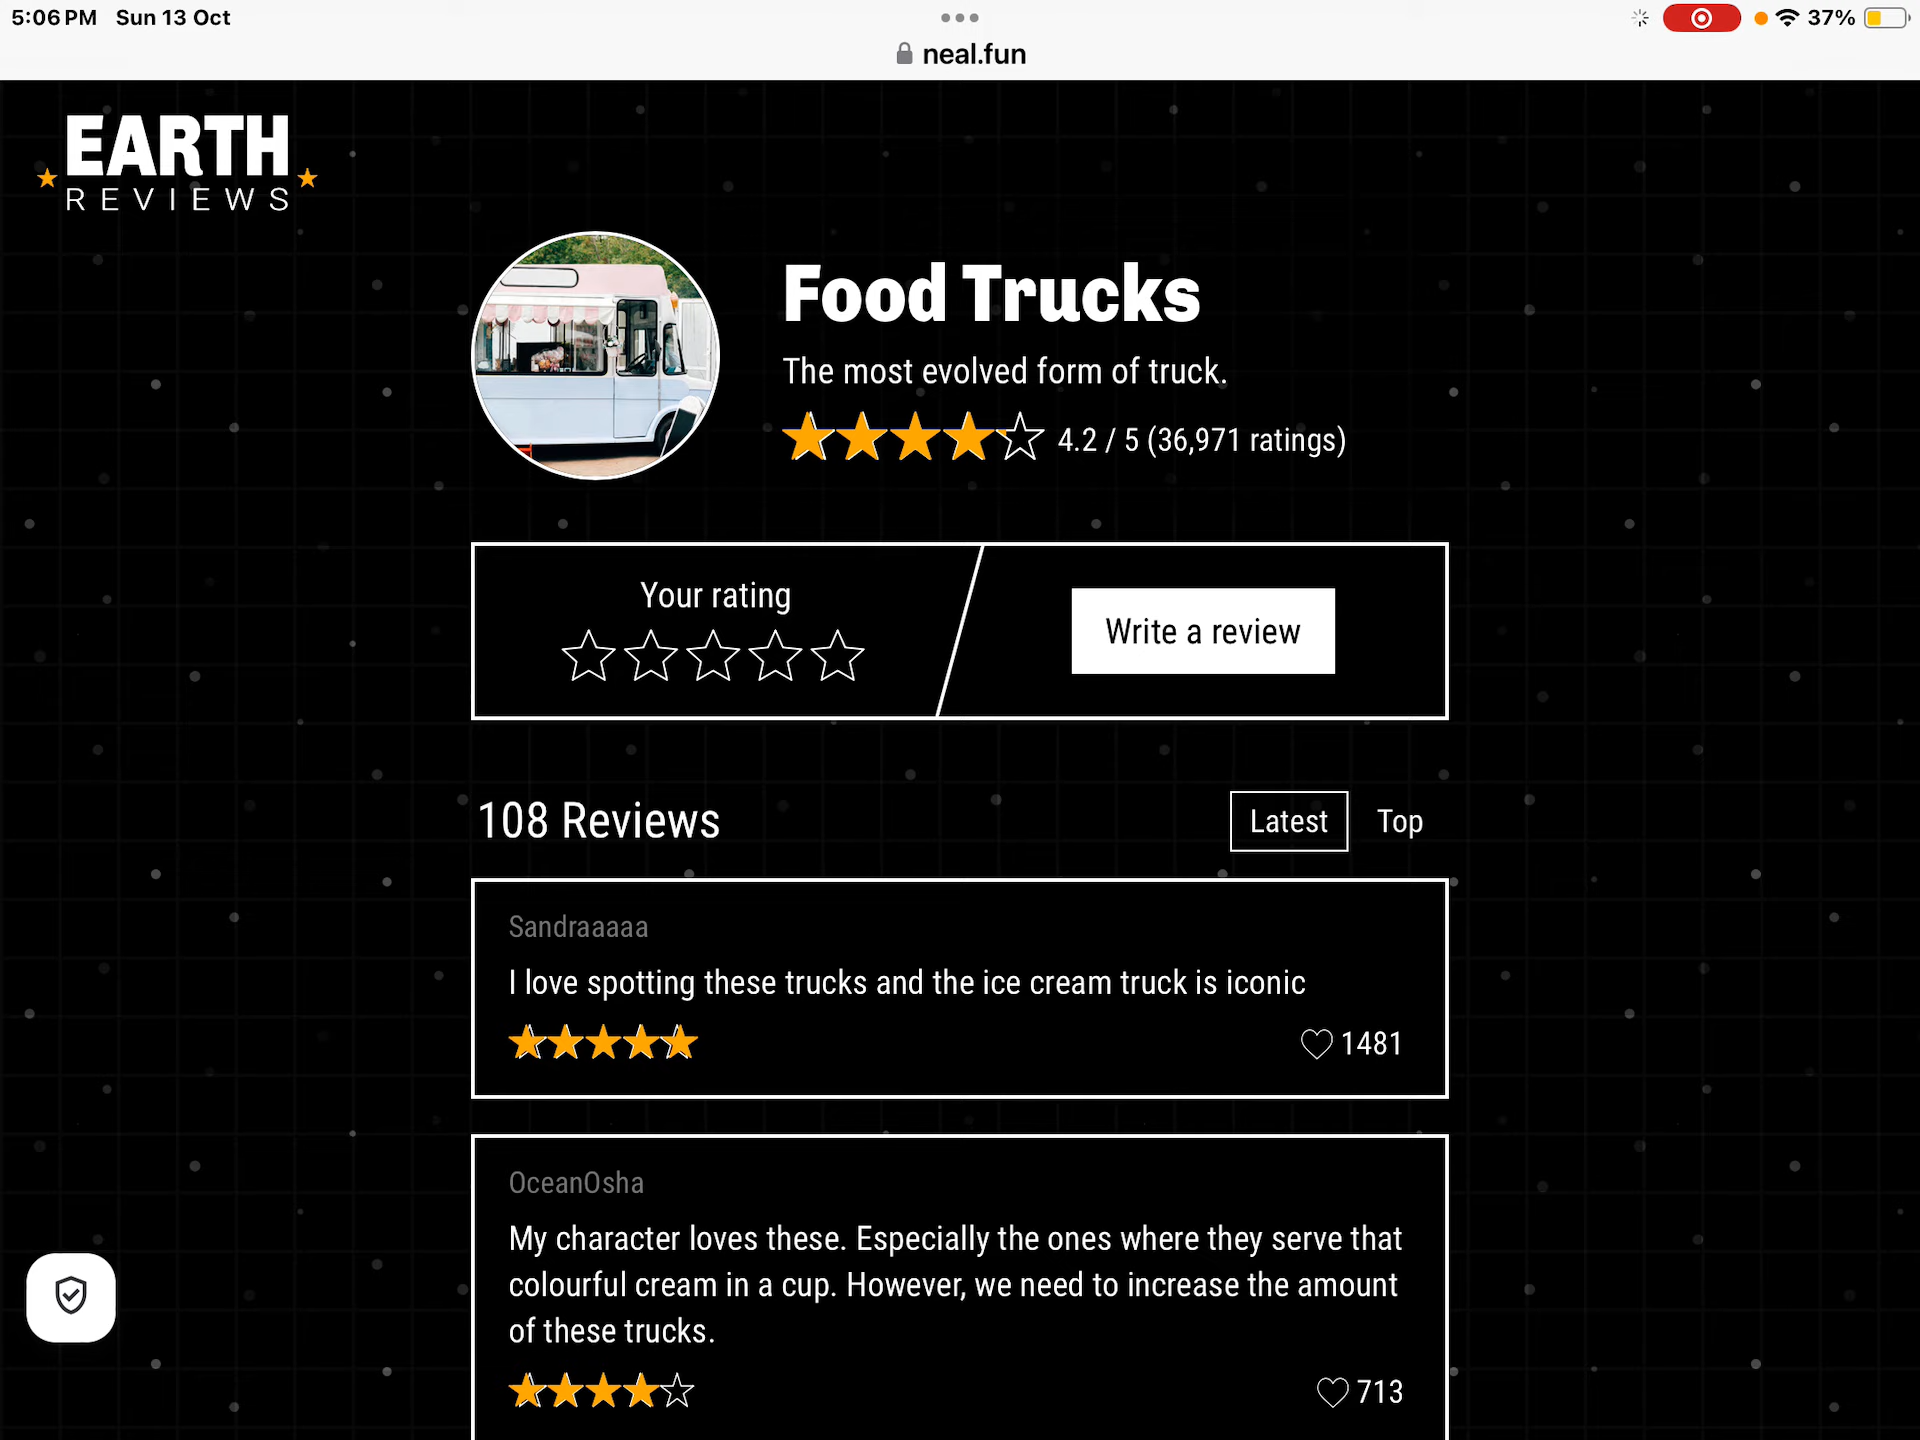 5:06 PM Sun 13 Oct
37%
neal.fun
EARTH
REVIEWS
Food Trucks
The most evolved form of truck.
4.2 / 5 (36,971 ratings)
Your rating
Write a review
108 Reviews
Latest
Top
Sandraaaaa
I love spotting these trucks and the ice cream truck is iconic
1481
OceanOsha
My character loves these. Especially the ones where they serve that
colourful cream in a cup. However, we need to increase the amount
of these trucks.
713